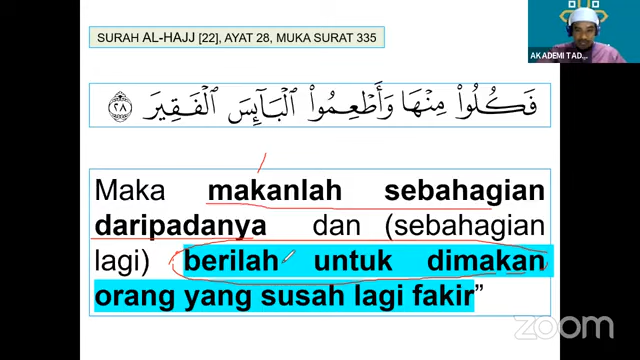 SURAH AL-HAJJ [22], AYAT 28, MUKA SURAT 335
AKADEMI TAD...
فَكُلُوا۟ مِنْهَا وَأَطْعِمُوا۟ ٱلْبَآئِسَ ٱلْفَقِيرَ ٢٨
Maka makanlah sebahagian
daripadanya dan (sebahagian
lagi) berilah untuk dimakan
orang yang susah lagi fakir”
zoom